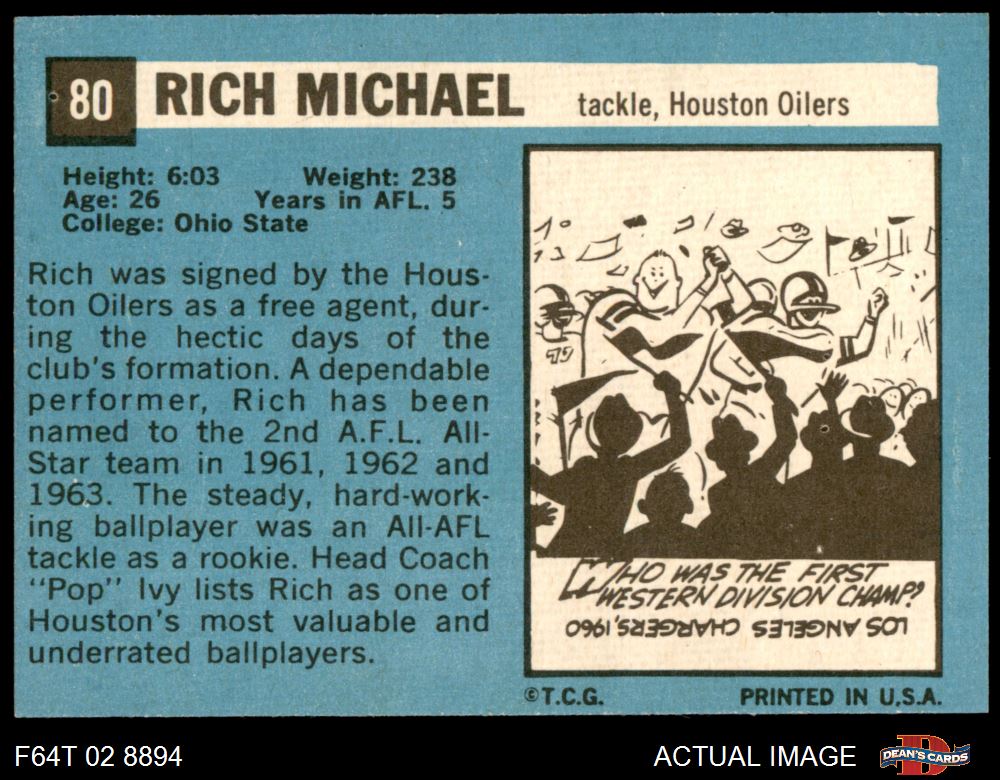 80 RICH MICHAEL tackle, Houston Oilers
Height: 6:03 Weight: 238
Age: 26 Years in AFL. 5
College: Ohio State
Rich was signed by the Hous-
ton Oilers as a free agent, dur-
ing the hectic days of the
club's formation. A dependable
performer, Rich has been
named to the 2nd A.F.L. All-
Star team in 1961, 1962 and
1963. The steady, hard-work-
ing ballplayer was an All-AFL
tackle as a rookie. Head Coach
"Pop" Ivy lists Rich as one of
Houston's most valuable and
underrated ballplayers.
WHO WAS THE FIRST
WESTERN DIVISION CHAMP?
LOS ANGELES CHARGERS, 1960
©T.C.G. PRINTED IN U.S.A.
F64T 02 8894 ACTUAL IMAGE DEAN'S CARDS